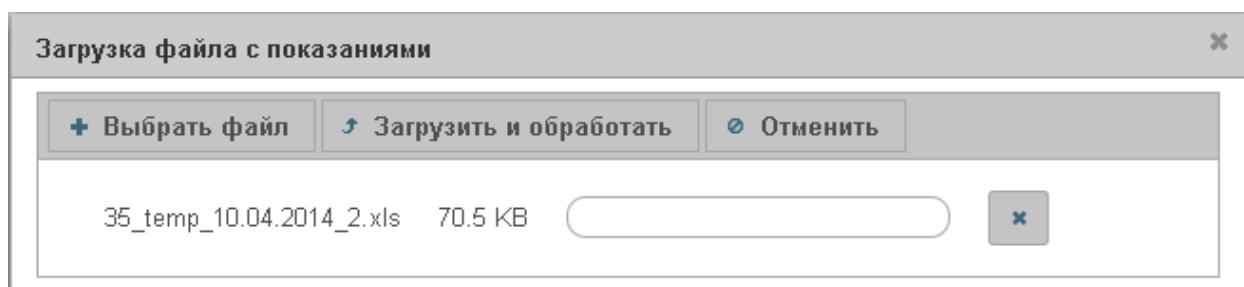 Загрузка файла с показаниями
Выбрать файл Загрузить и обработать Отменить
35_temp_10.04.2014_2.xls 70.5 KB